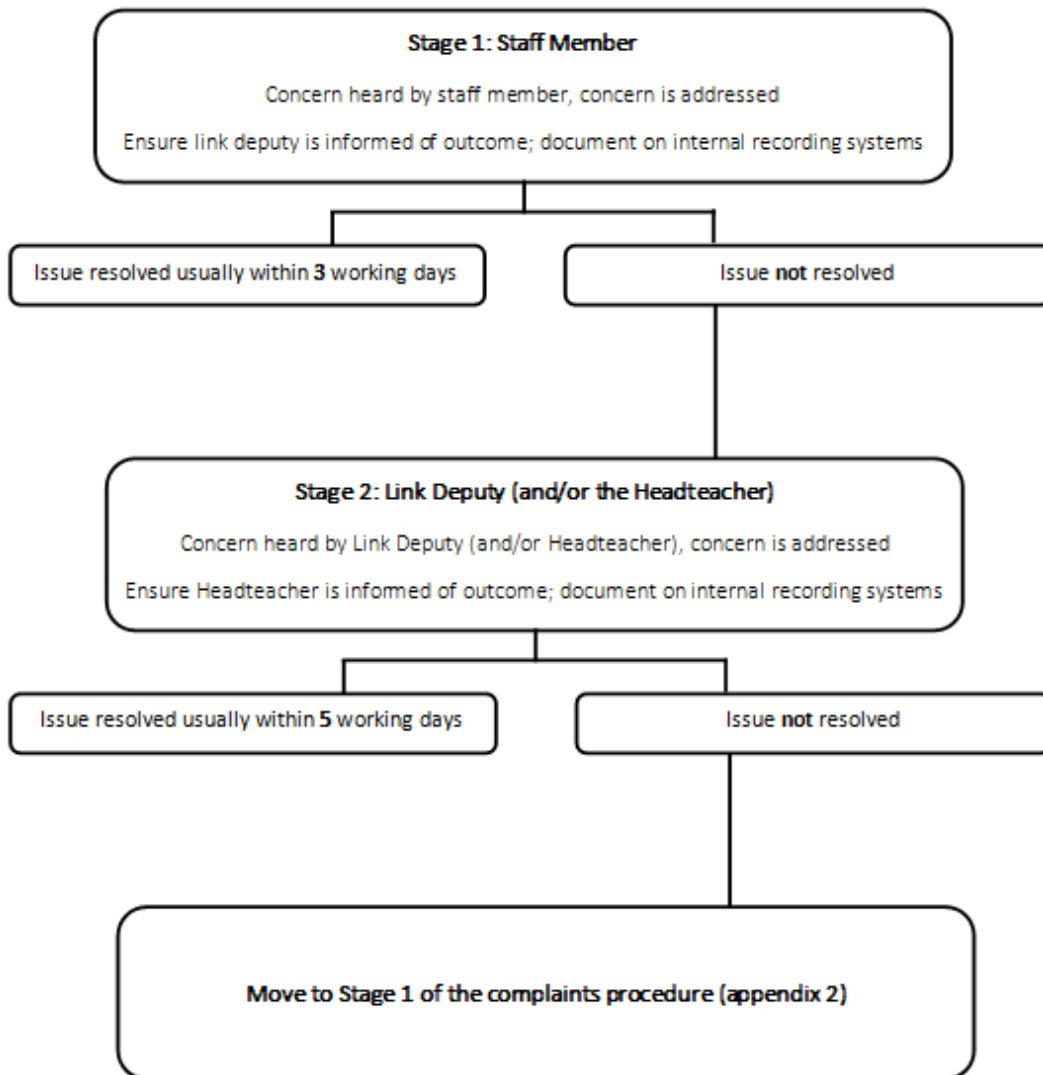 Stage 1: Staff Member
Concern heard by staff member, concern is addressed
Ensure link deputy is informed of outcome; document on internal recording systems
Issue resolved usually within 3 working days
Issue not resolved
Stage 2: Link Deputy (and/or the Headteacher)
Concern heard by Link Deputy (and/or Headteacher), concern is addressed
Ensure Headteacher is informed of outcome; document on internal recording systems
Issue resolved usually within 5 working days
Issue not resolved
Move to Stage 1 of the complaints procedure (appendix 2)